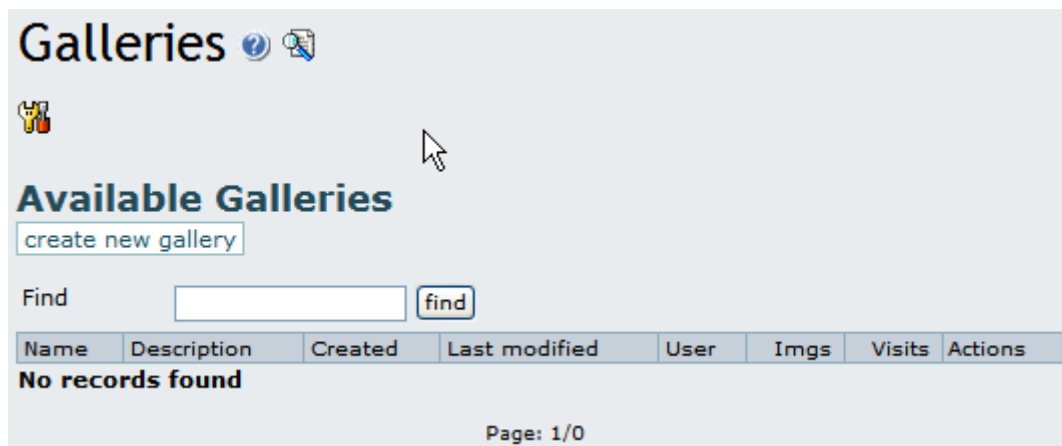 Galleries
Available Galleries
create new gallery
Find find
Name Description Created Last modified User Imgs Visits Actions
No records found
Page: 1/0